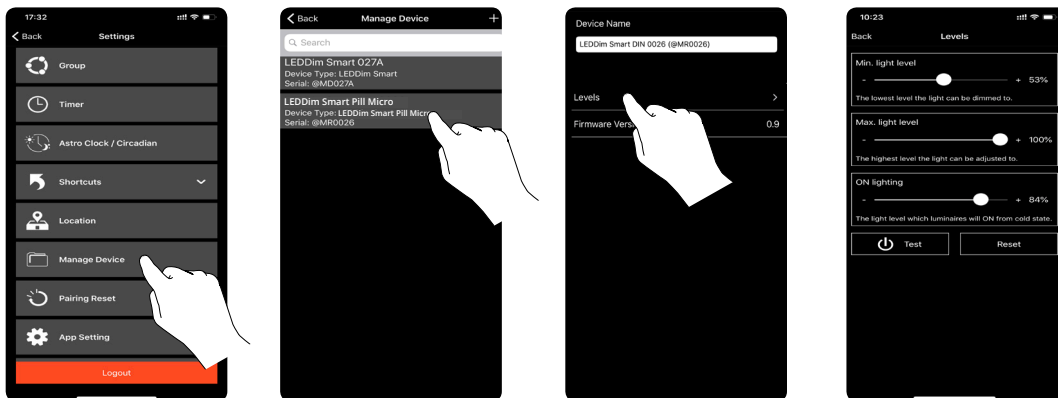 17:32
Back
Settings
Group
Timer
Astro Clock / Circadian
Shortcuts
Location
Manage Device
Pairing Reset
App Setting
Logout
Back
Manage Device
+
Search
LEDDim Smart 027A
Device Type: LEDDim Smart
Serial: @MD027A
LEDDim Smart Pill Micro
Device Type: LEDDim Smart Pill Micro
Serial: @MR0026
Device Name
LEDDim Smart DIN 0026 (@MR0026)
Levels
Firmware Vers
0.9
10:23
Back
Levels
Min. light level
- + 53%
The lowest level the light can be dimmed to.
Max. light level
- + 100%
The highest level the light can be adjusted to.
ON lighting
- + 84%
The light level which luminaires will ON from cold state.
Test
Reset